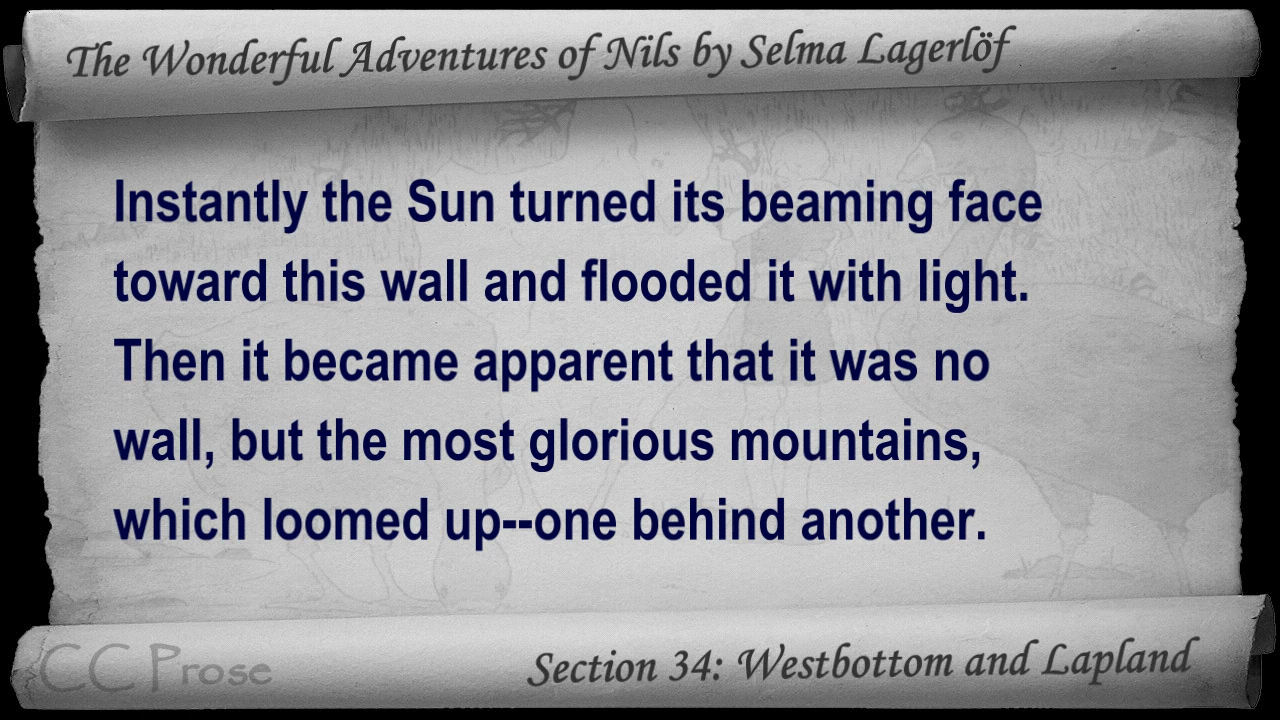 The Wonderful Adventures of Nils by Selma Lagerlöf
Instantly the Sun turned its beaming face
toward this wall and flooded it with light.
Then it became apparent that it was no
wall, but the most glorious mountains,
which loomed up--one behind another.
CC Prose
Section 34: Westbottom and Lapland